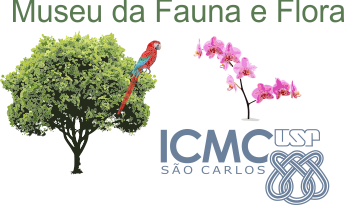 Museu da Fauna e Flora
ICMC USP
SÃO CARLOS